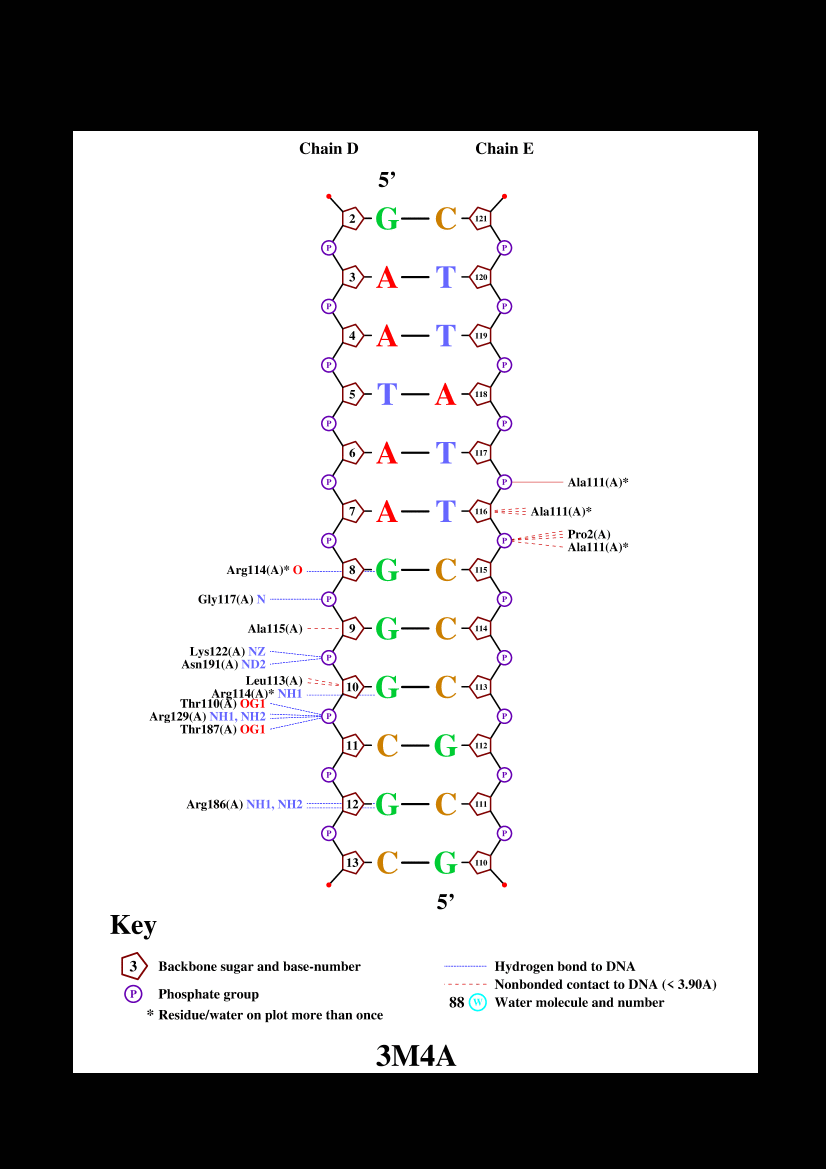 Chain D Chain E
5’
2 G C 121
P P
3 A T 120
P P
4 A T 119
P P
5 T A 118
P P
6 A T 117
P P Ala111(A)*
7 A T 116 Ala111(A)*
P P Pro2(A)
Ala111(A)*
Arg114(A)* O 8 G C 115
Gly117(A) N P P
Ala115(A) 9 G C 114
Lys122(A) NZ
P P
Asn191(A) ND2
Leu113(A)
10 G C 113
Arg114(A)* NH1
Thr110(A) OG1
Arg129(A) NH1, NH2 P P
Thr187(A) OG1
11 C G 112
P P
Arg186(A) NH1, NH2 12 G C 111
P P
13 C G 110
5’
Key
3 Backbone sugar and base-number Hydrogen bond to DNA
Nonbonded contact to DNA (< 3.90A)
P Phosphate group
88 W Water molecule and number
* Residue/water on plot more than once
3M4A